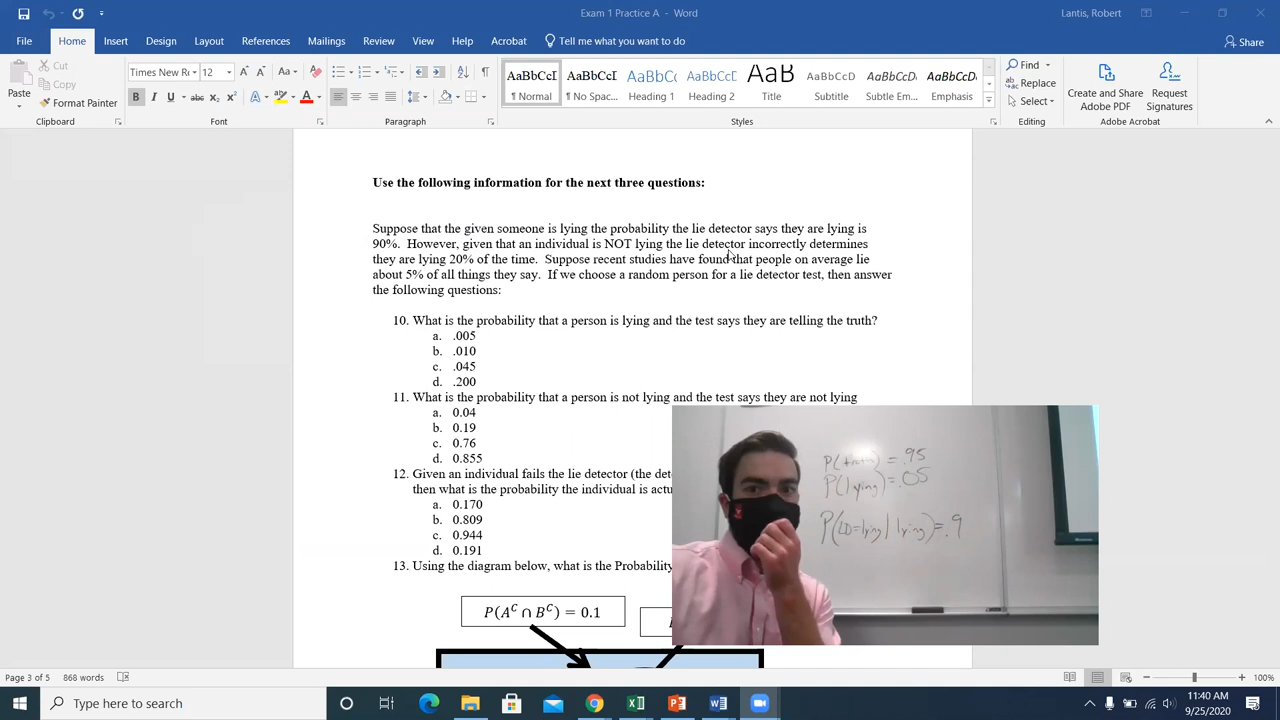 Exam 1 Practice A - Word
Lantis, Robert
File Home Insert Design Layout References Mailings Review View Help Acrobat Tell me what you want to do Share
Paste
Cut
Copy
Format Painter
Clipboard
Times New Ro 12
Font
Paragraph
AaBbCcI AaBbCcI AaBbCc AaBbCcI AaB AaBbCcD AaBbCcD AaBbCcI
¶ Normal ¶ No Spac... Heading 1 Heading 2 Title Subtitle Subtle Em... Emphasis
Styles
Find
Replace
Select
Editing
Create and Share Adobe PDF
Request Signatures
Adobe Acrobat
Use the following information for the next three questions:
Suppose that the given someone is lying the probability the lie detector says they are lying is
90%. However, given that an individual is NOT lying the lie detector incorrectly determines
they are lying 20% of the time. Suppose recent studies have found that people on average lie
about 5% of all things they say. If we choose a random person for a lie detector test, then answer
the following questions:
10. What is the probability that a person is lying and the test says they are telling the truth?
a. .005
b. .010
c. .045
d. .200
11. What is the probability that a person is not lying and the test says they are not lying
a. 0.04
b. 0.19
c. 0.76
d. 0.855
12. Given an individual fails the lie detector (the det
then what is the probability the individual is actu
a. 0.170
b. 0.809
c. 0.944
d. 0.191
13. Using the diagram below, what is the Probability
P(A^C ∩ B^C) = 0.1
P(truth) = .95
P(lying) = .05
P(LD=lying | lying) = .9
Page 3 of 5 868 words
100%
Type here to search
11:40 AM
9/25/2020